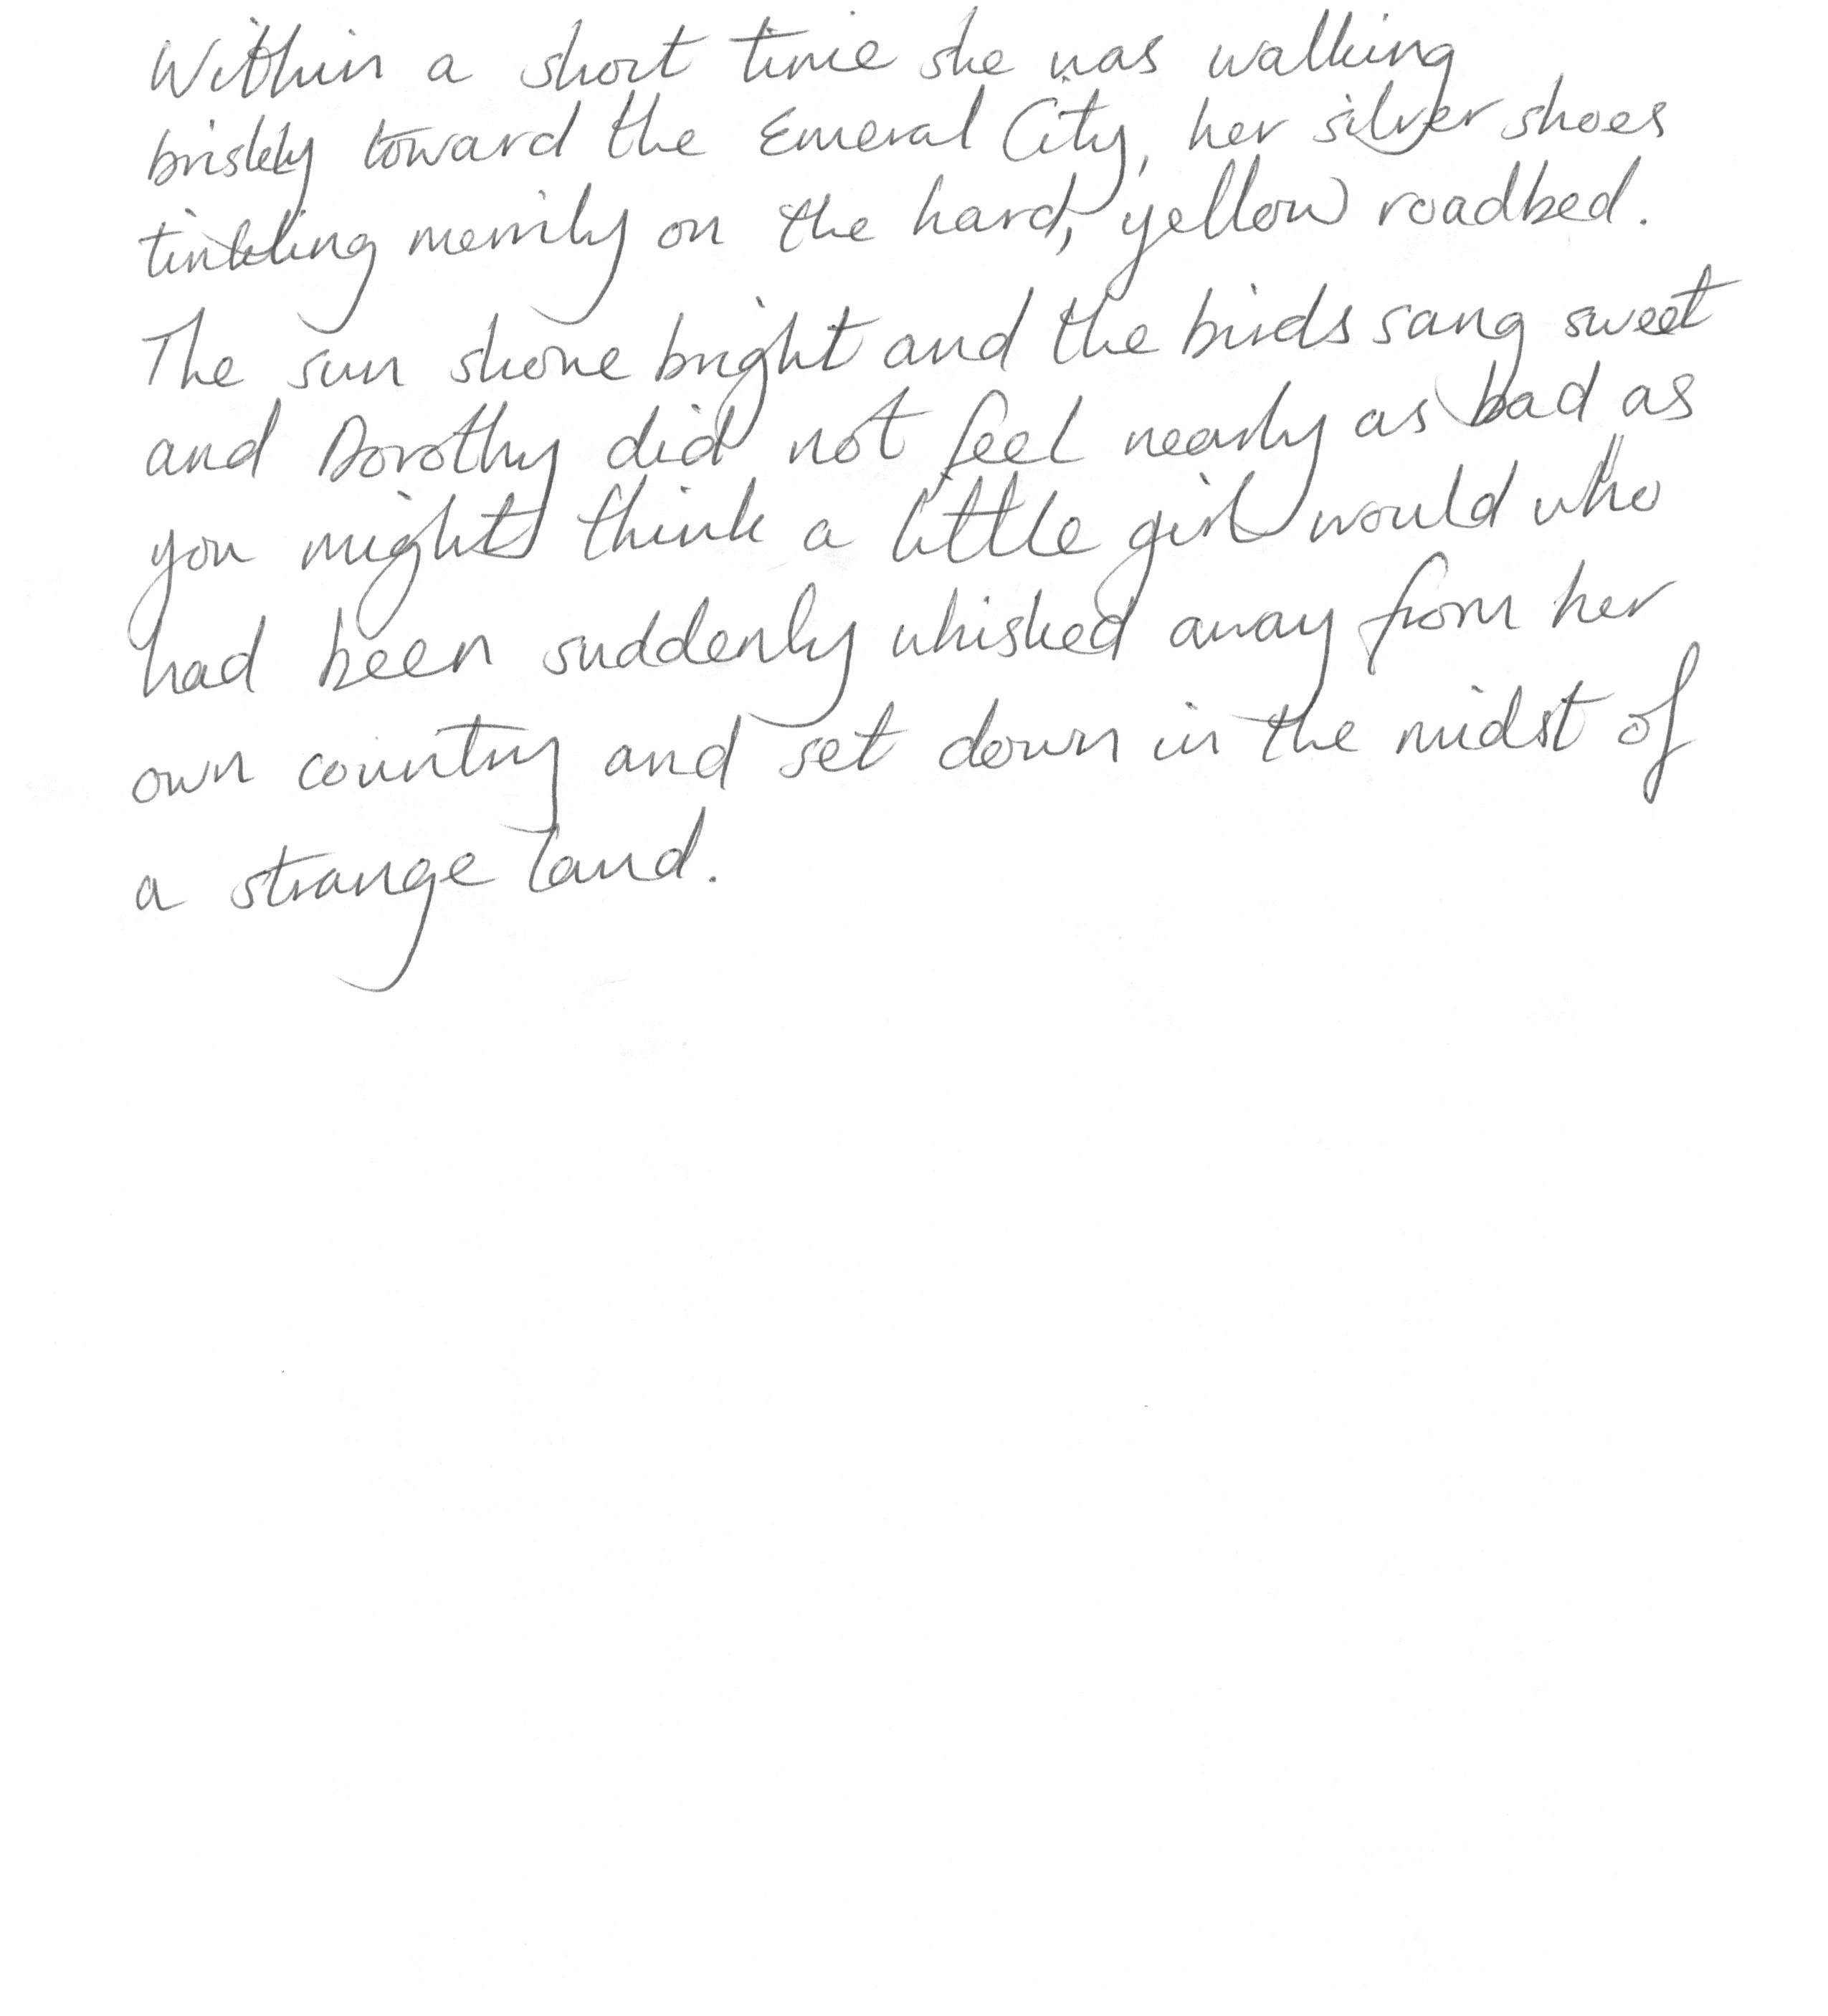 Within a short time she was walking
briskly toward the Emeral City, her silver shoes
tinkling merrily on the hard, yellow roadbed.
The sun shone bright and the birds sang sweet
and Dorothy did not feel nearly as bad as
you might think a little girl would who
had been suddenly whisked away from her
own country and set down in the midst of
a strange land.